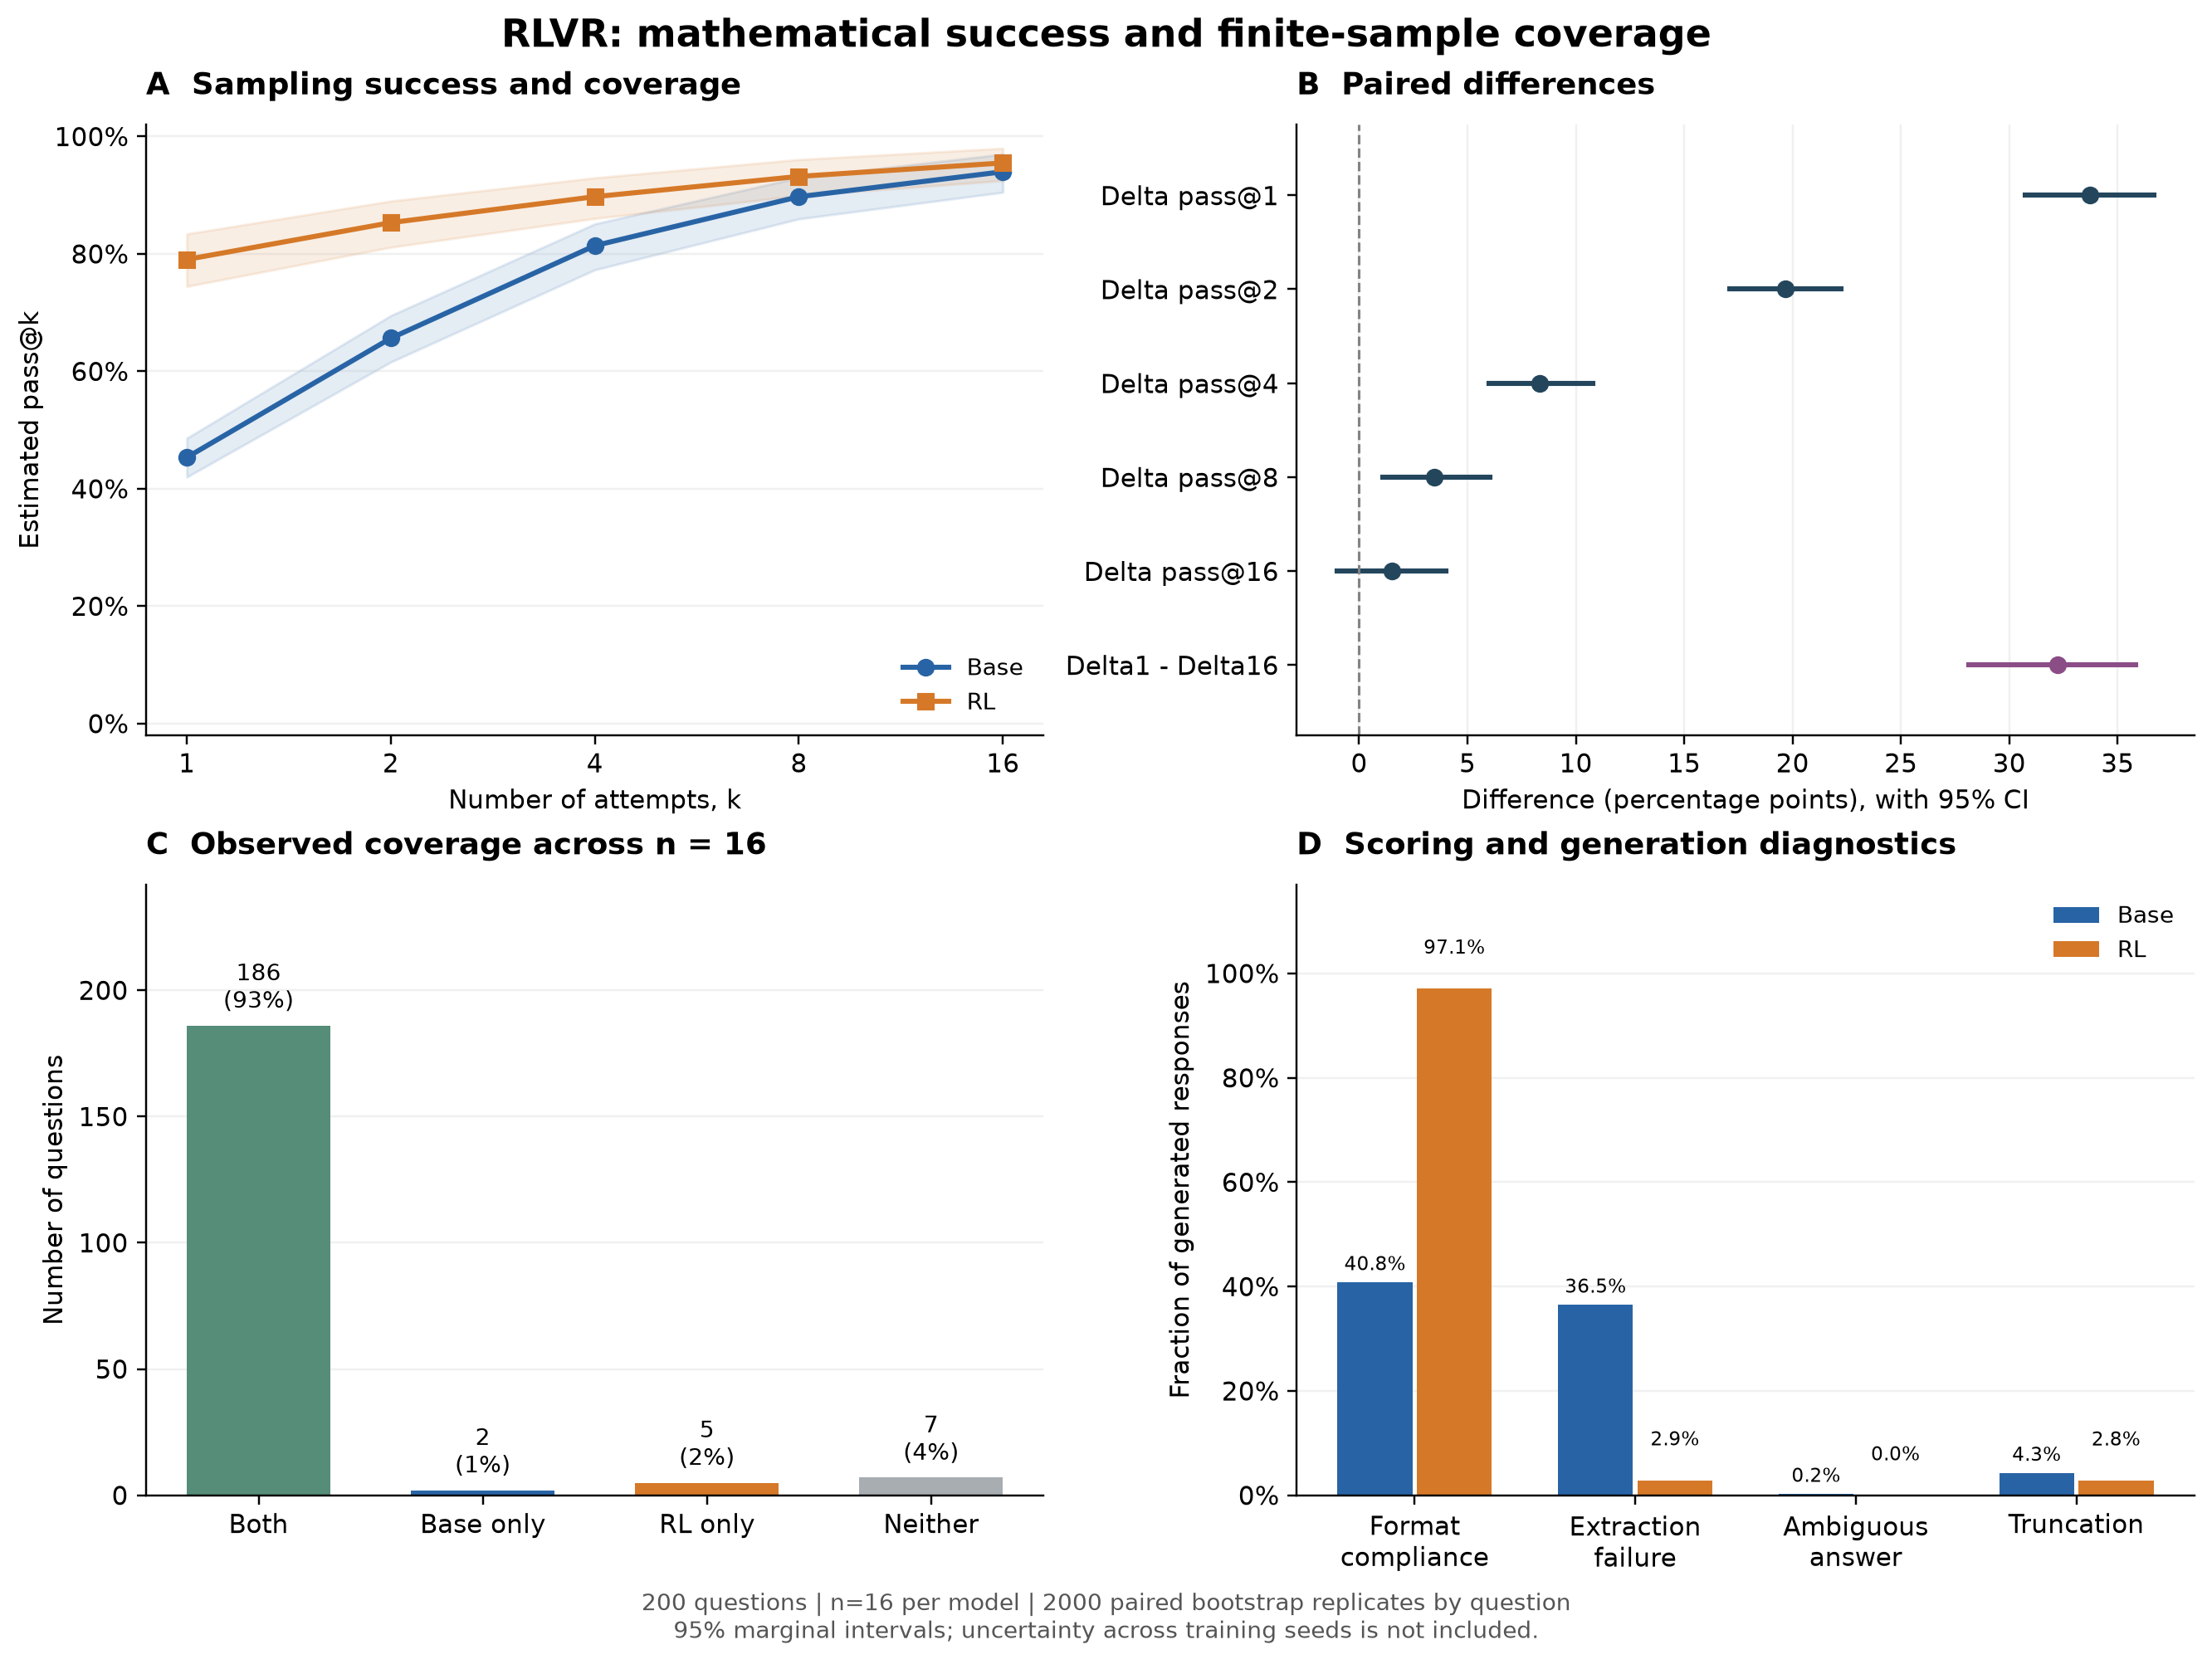 RLVR: mathematical success and finite-sample coverage
A Sampling success and coverage
Estimated pass@k
100%
80%
60%
40%
20%
0%
1 2 4 8 16
Number of attempts, k
Base
RL
B Paired differences
Delta pass@1
Delta pass@2
Delta pass@4
Delta pass@8
Delta pass@16
Delta1 - Delta16
0 5 10 15 20 25 30 35
Difference (percentage points), with 95% CI
C Observed coverage across n = 16
Number of questions
200
150
100
50
0
186
(93%)
2
(1%)
5
(2%)
7
(4%)
Both Base only RL only Neither
D Scoring and generation diagnostics
Fraction of generated responses
100%
80%
60%
40%
20%
0%
Base
RL
40.8%
97.1%
36.5%
2.9%
0.2%
0.0%
4.3%
2.8%
Format
compliance
Extraction
failure
Ambiguous
answer
Truncation
200 questions | n=16 per model | 2000 paired bootstrap replicates by question
95% marginal intervals; uncertainty across training seeds is not included.